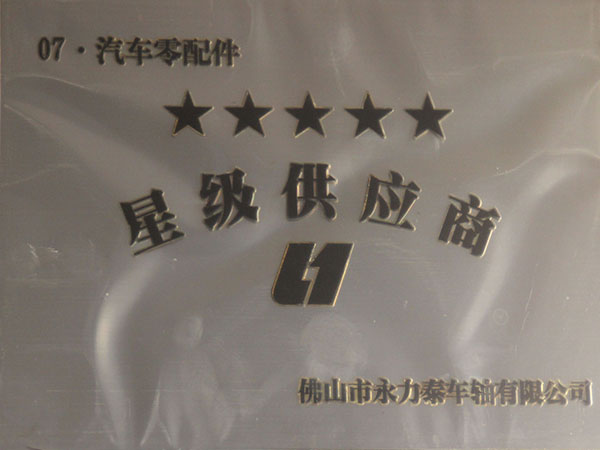 07·汽车零配件
★★★★★
星级供应商
佛山市永力泰车轴有限公司